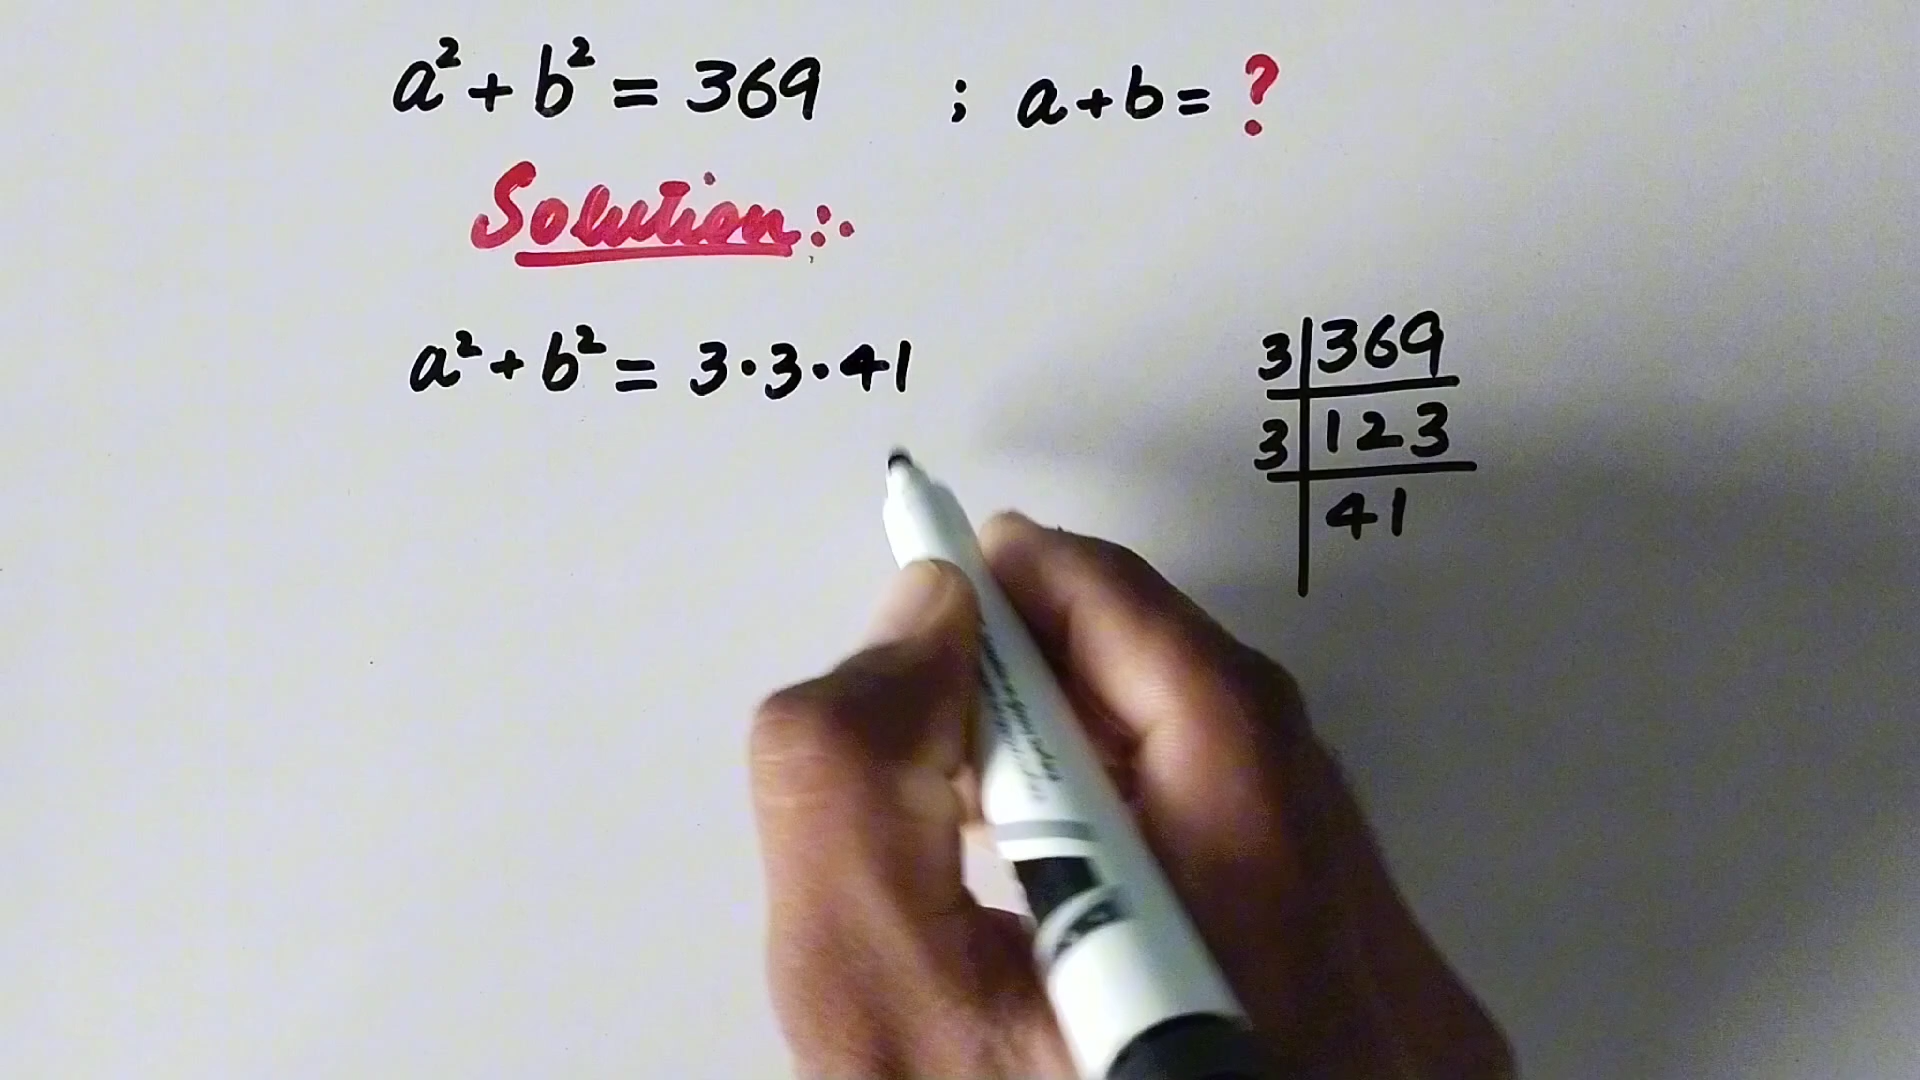 a² + b² = 369 ; a + b = ?
Solution:-
a² + b² = 3·3·41
3 | 369
3 | 123
41